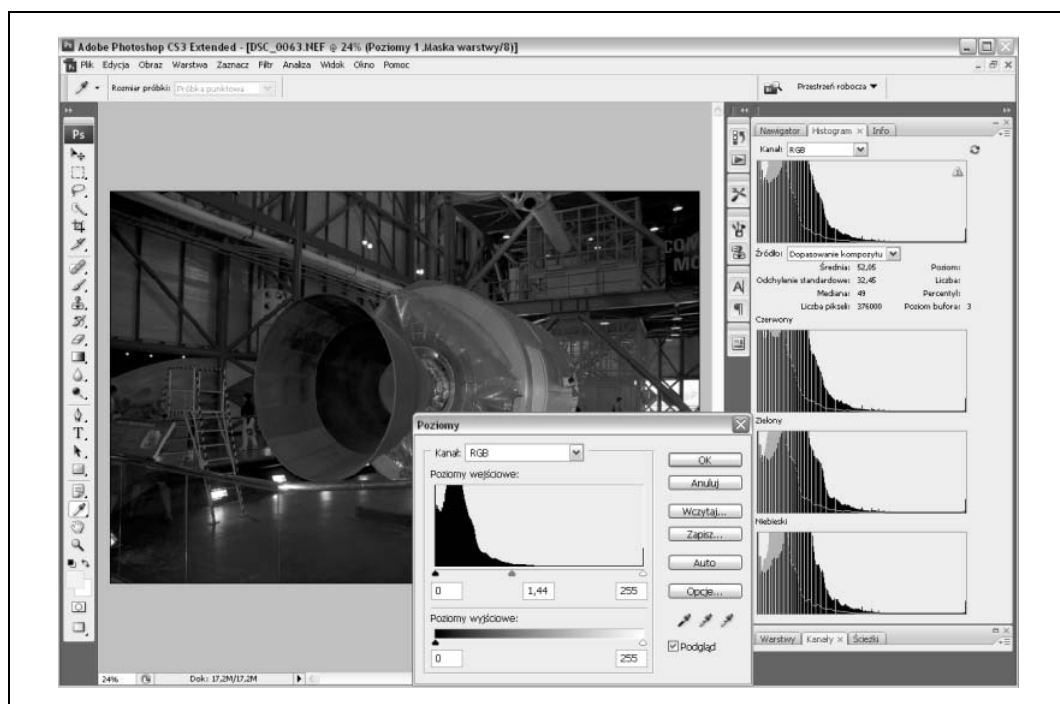 Adobe Photoshop CS3 Extended - [DSC_0063.NEF @ 24% (Poziomy 1 ,Maska warstwy/8)]
Plik Edycja Obraz Warstwa Zaznacz Filtr Analiza Widok Okno Pomoc
Rozmiar próbki: Próbka punktowa
Przestrzeń robocza
Ps
Nawigator Histogram × Info
Kanał: RGB
Źródło: Dopasowanie kompozytu
Średnia: 52,05 Poziom:
Odchylenie standardowe: 32,45 Liczba:
Mediana: 49 Percentyl:
Liczba pikseli: 376000 Poziom bufora: 3
Czerwony
Zielony
Niebieski
Warstwy Kanały × Ścieżki
COM
MO
Poziomy
Kanał: RGB
Poziomy wejściowe:
0 1,44 255
Poziomy wyjściowe:
0 255
OK
Anuluj
Wczytaj...
Zapisz...
Auto
Opcje...
Podgląd
24% Dok: 17,2M/17,2M